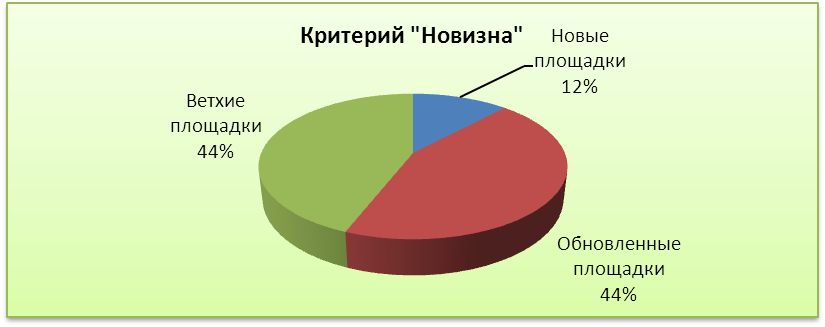 Критерий "Новизна"
Новые
площадки
12%
Ветхие
площадки
44%
Обновленные
площадки
44%